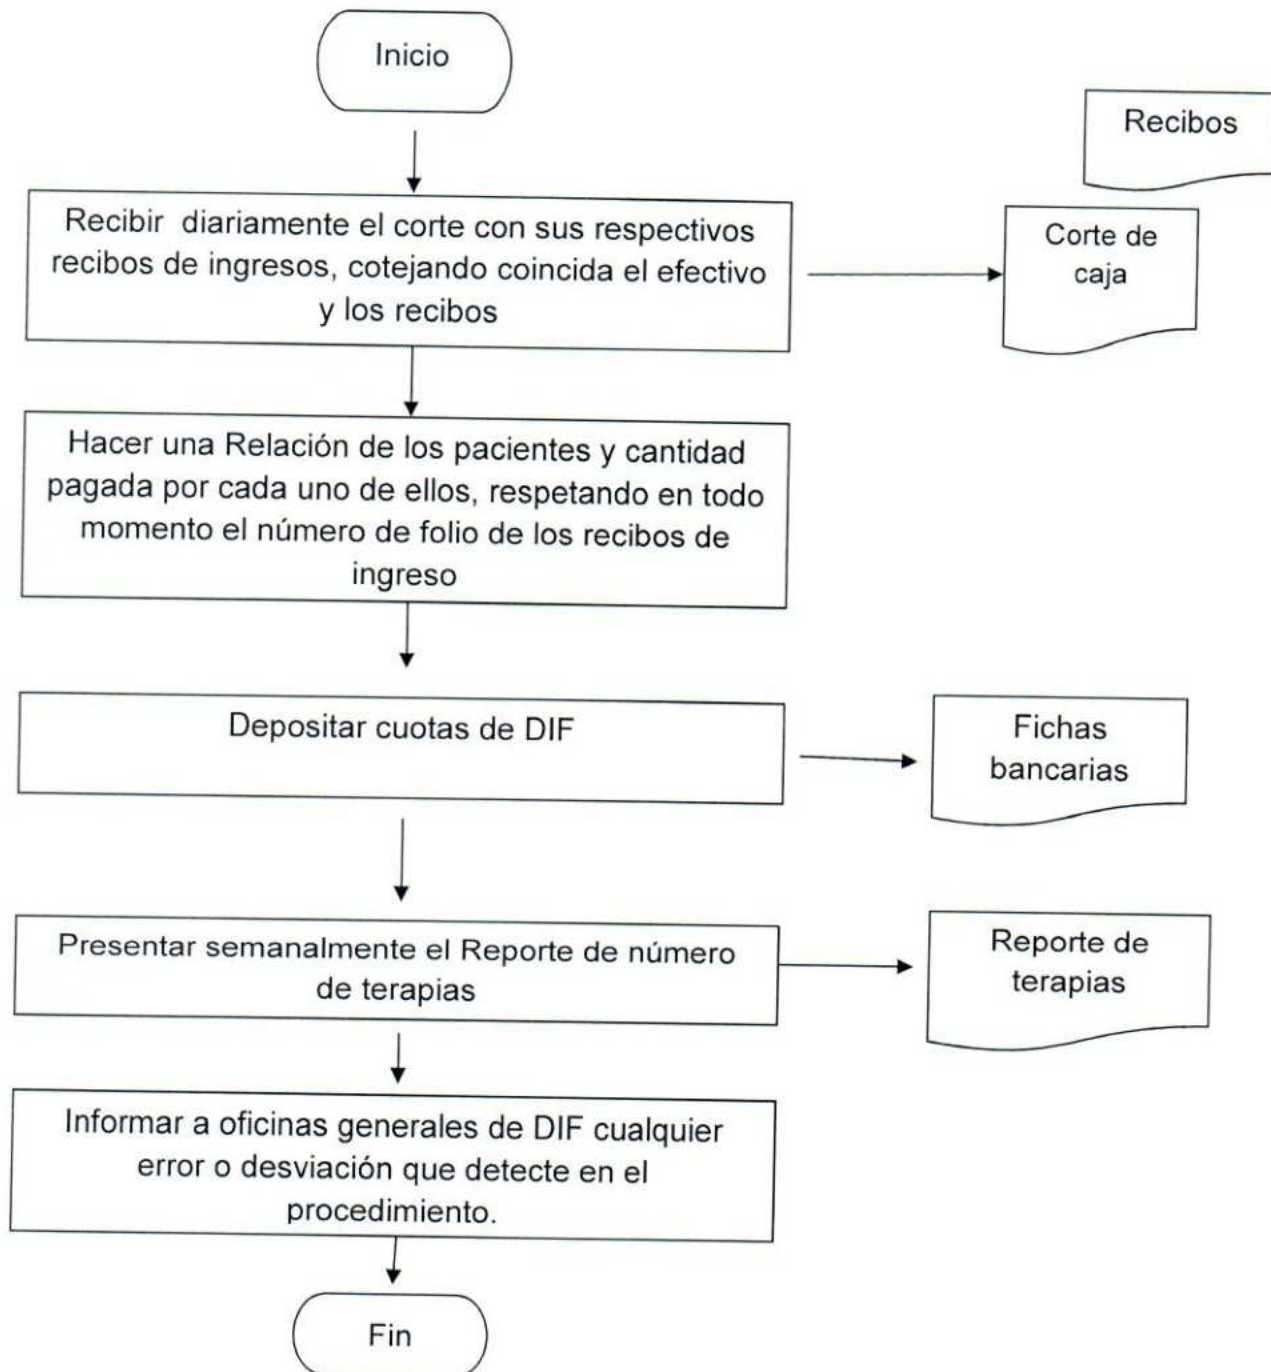 Inicio
Recibos
Recibir diariamente el corte con sus respectivos
recibos de ingresos, cotejando coincida el efectivo
y los recibos
Corte de
caja
Hacer una Relación de los pacientes y cantidad
pagada por cada uno de ellos, respetando en todo
momento el número de folio de los recibos de
ingreso
Depositar cuotas de DIF
Fichas
bancarias
Presentar semanalmente el Reporte de número
de terapias
Reporte de
terapias
Informar a oficinas generales de DIF cualquier
error o desviación que detecte en el
procedimiento.
Fin